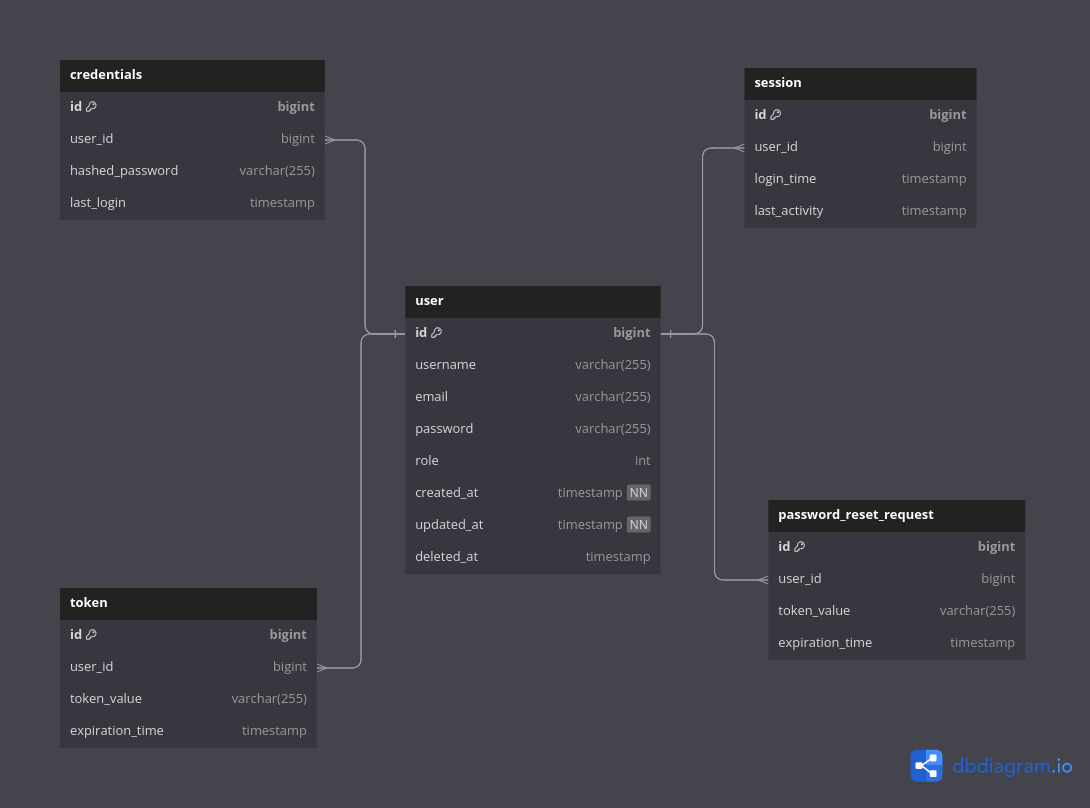 credentials
id bigint
user_id bigint
hashed_password varchar(255)
last_login timestamp
session
id bigint
user_id bigint
login_time timestamp
last_activity timestamp
user
id bigint
username varchar(255)
email varchar(255)
password varchar(255)
role int
created_at timestamp NN
updated_at timestamp NN
deleted_at timestamp
password_reset_request
id bigint
user_id bigint
token_value varchar(255)
expiration_time timestamp
token
id bigint
user_id bigint
token_value varchar(255)
expiration_time timestamp
dbdiagram.io